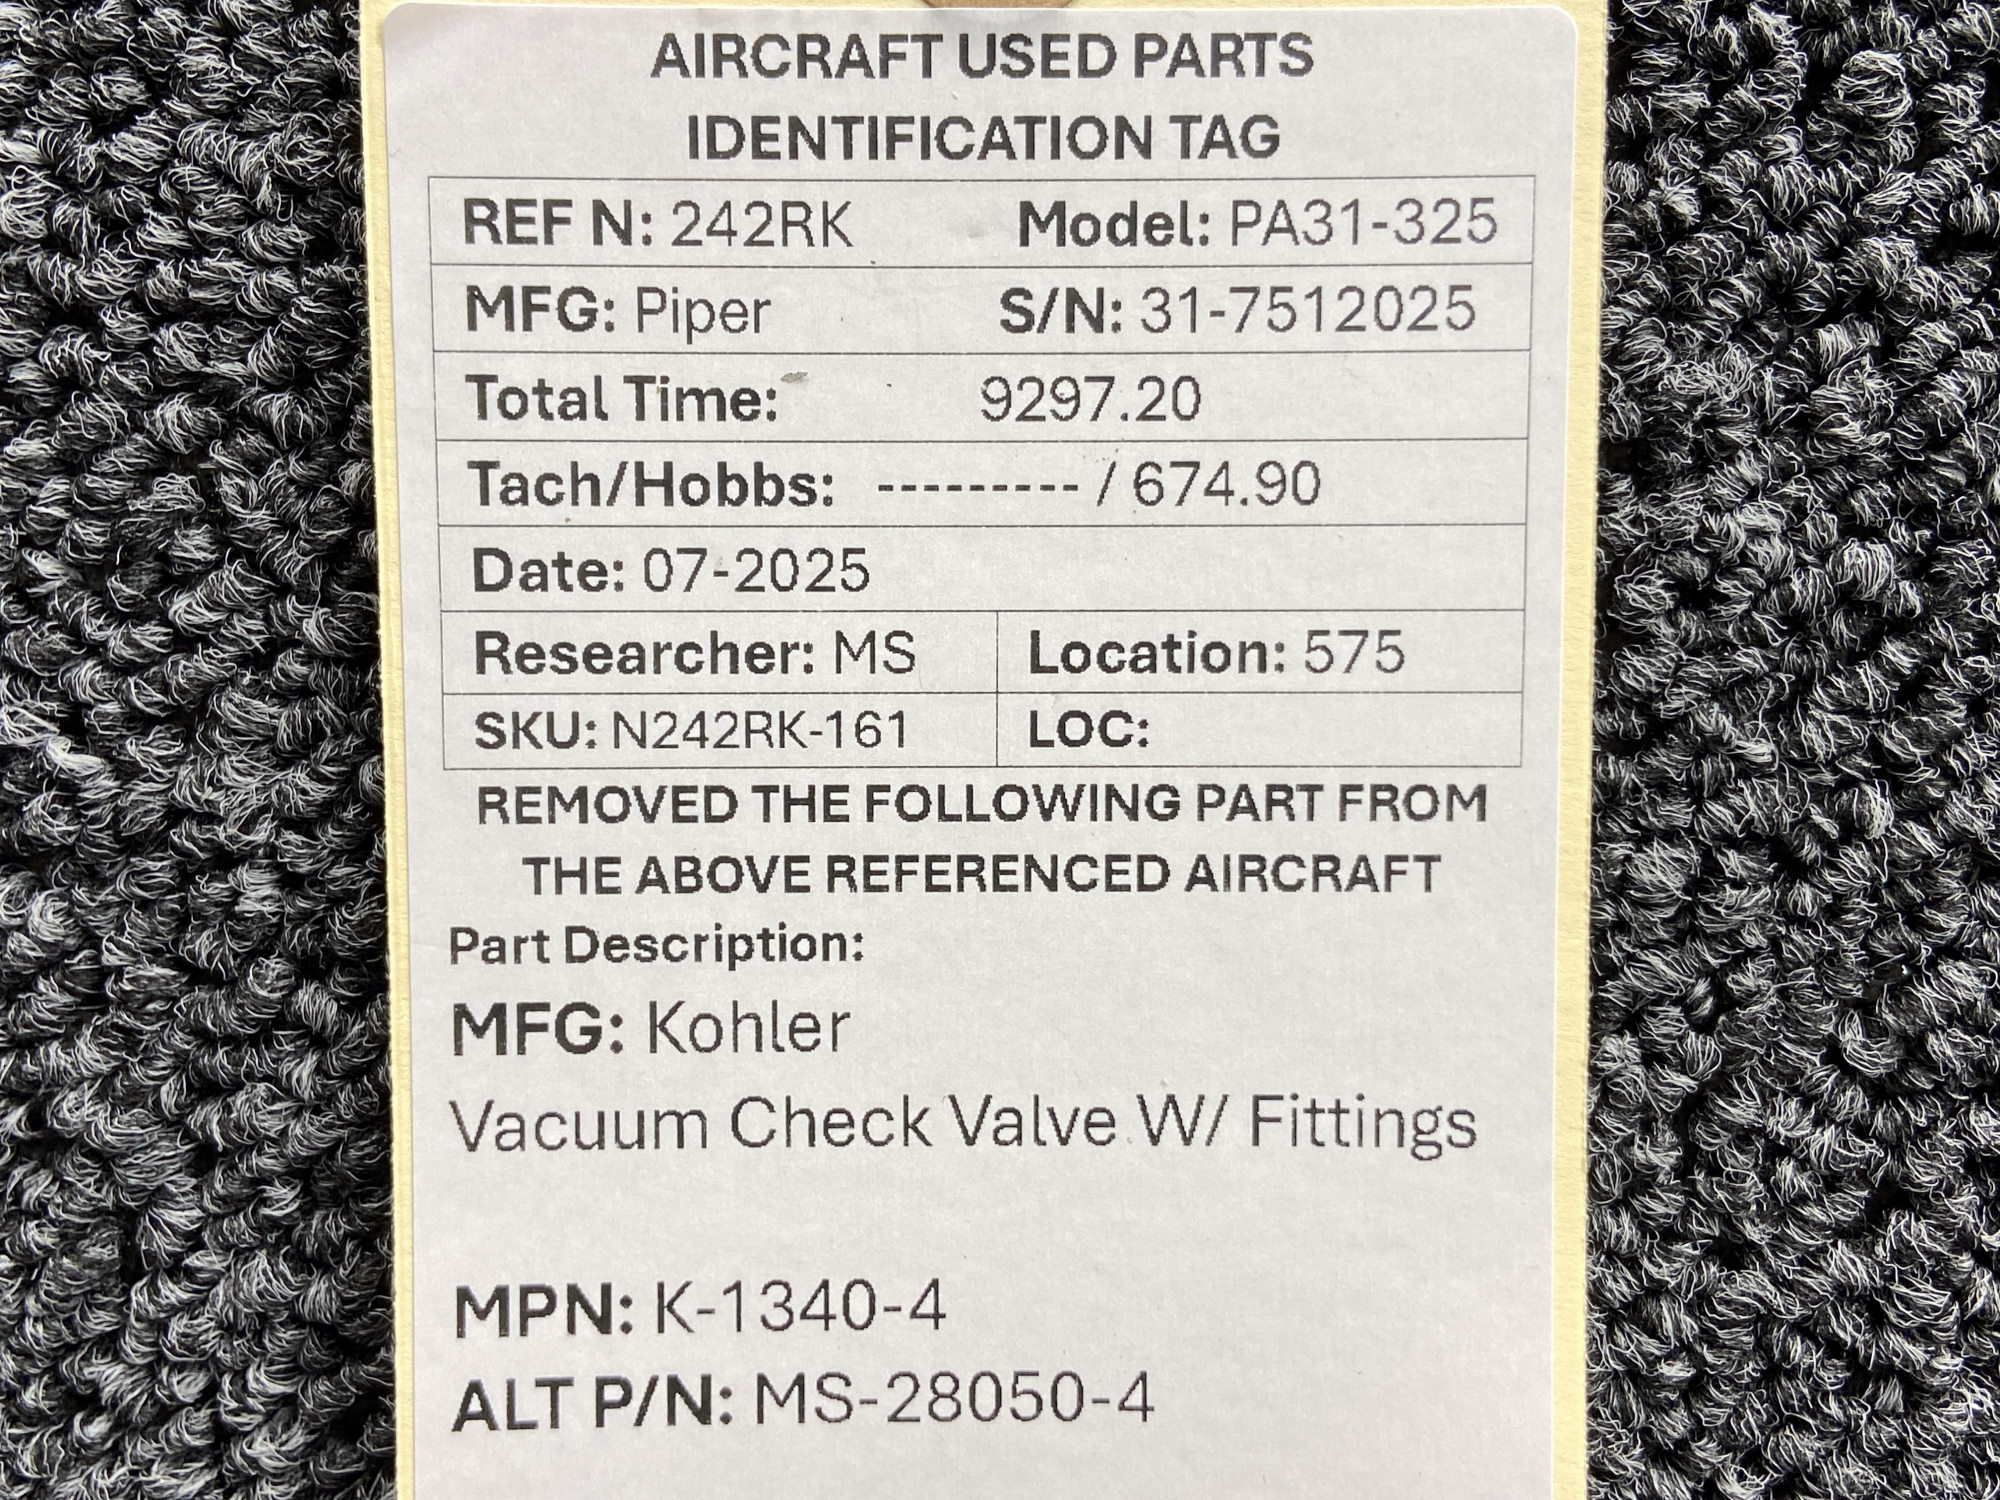 AIRCRAFT USED PARTS
IDENTIFICATION TAG
REF N: 242RK Model: PA31-325
MFG: Piper S/N: 31-7512025
Total Time: 9297.20
Tach/Hobbs: --------- / 674.90
Date: 07-2025
Researcher: MS Location: 575
SKU: N242RK-161 LOC:
REMOVED THE FOLLOWING PART FROM
THE ABOVE REFERENCED AIRCRAFT
Part Description:
MFG: Kohler
Vacuum Check Valve W/ Fittings
MPN: K-1340-4
ALT P/N: MS-28050-4